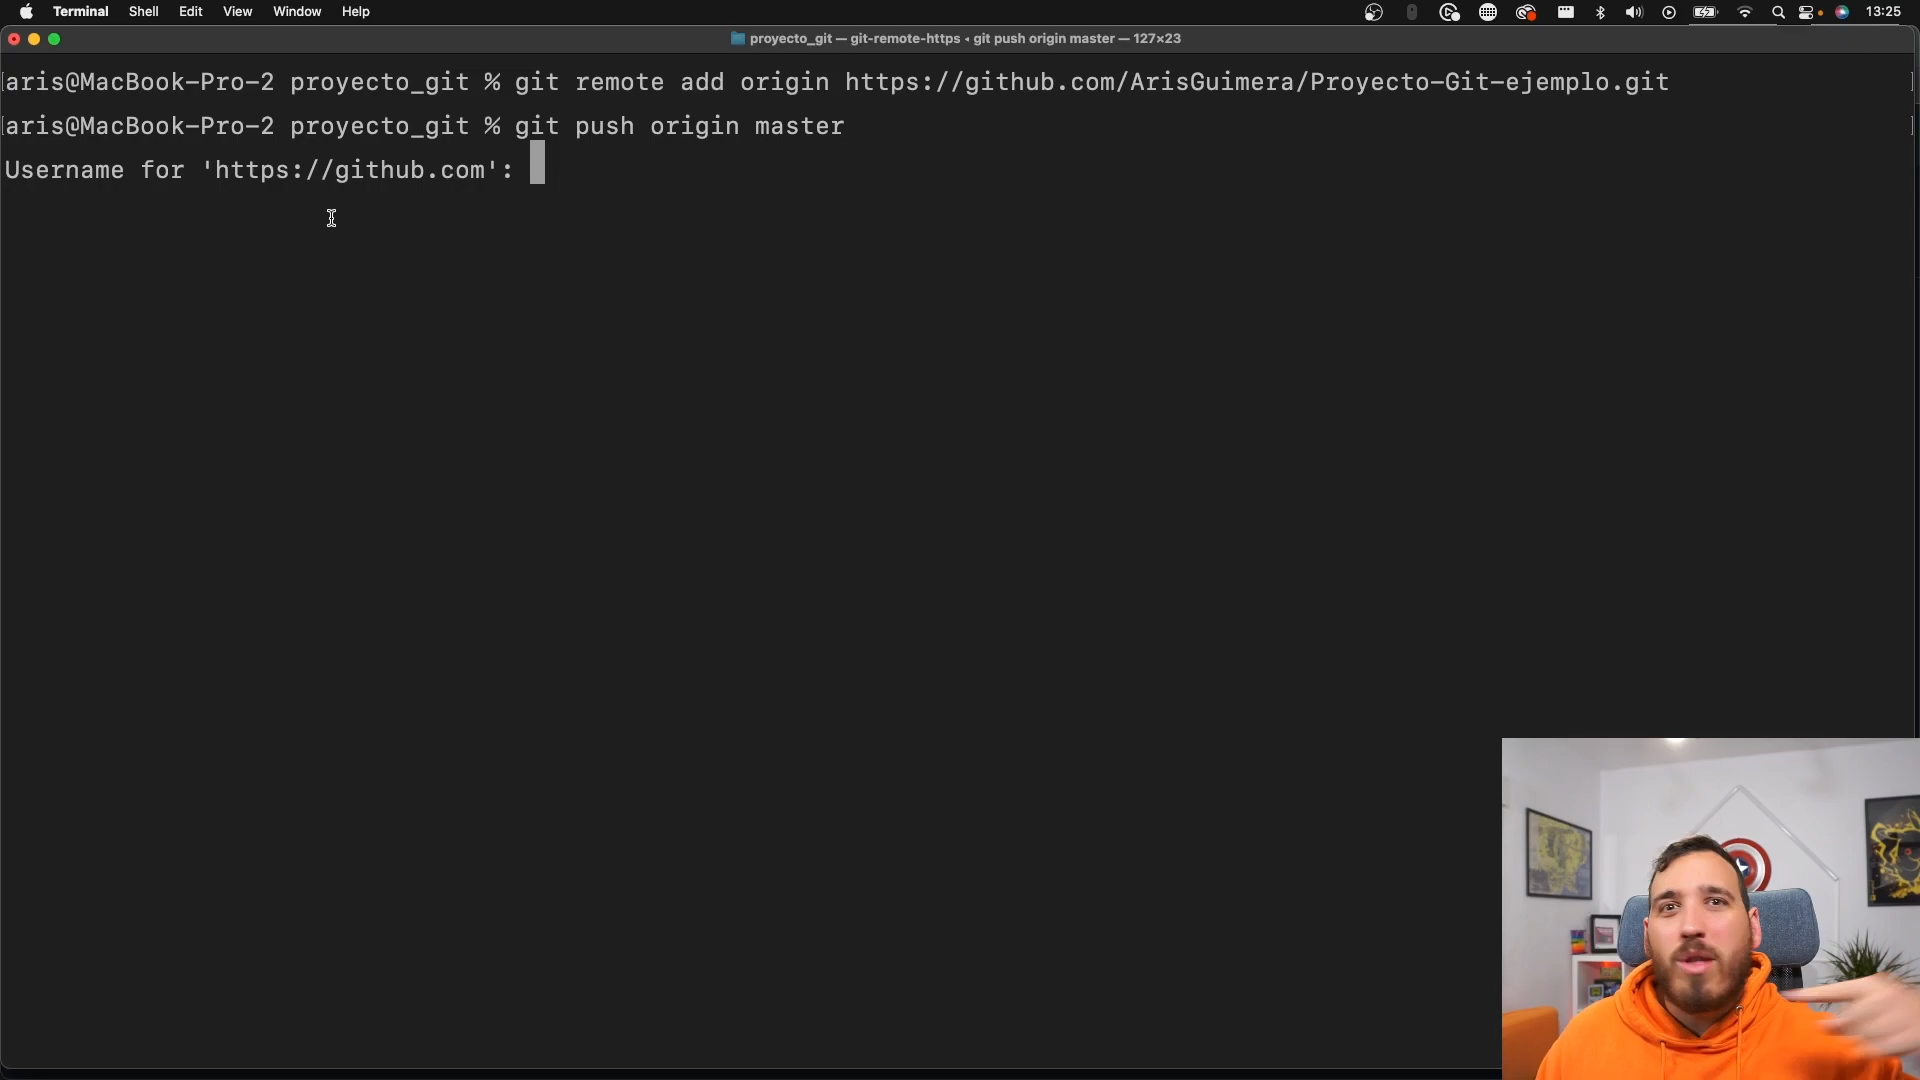 Terminal Shell Edit View Window Help 13:25
proyecto_git — git-remote-https ◂ git push origin master — 127×23
aris@MacBook-Pro-2 proyecto_git % git remote add origin https://github.com/ArisGuimera/Proyecto-Git-ejemplo.git
aris@MacBook-Pro-2 proyecto_git % git push origin master
Username for 'https://github.com':